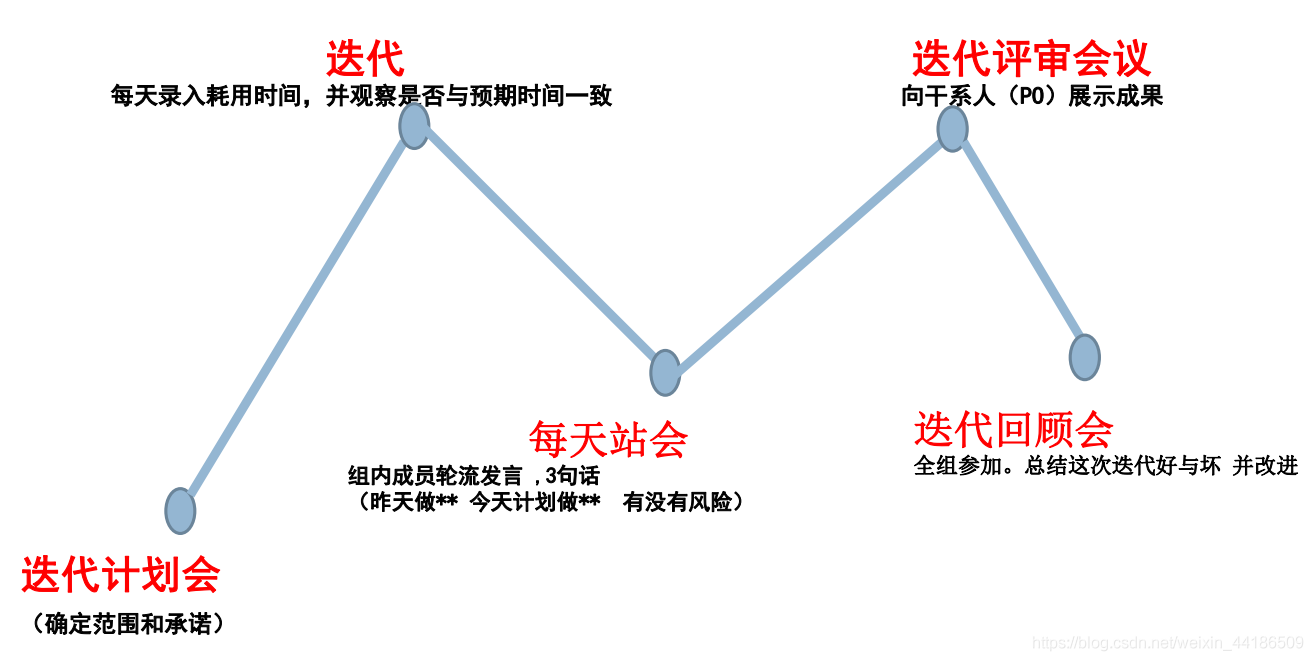 迭代
每天录入耗用时间，并观察是否与预期时间一致
迭代评审会议
向干系人（PO）展示成果
每天站会
组内成员轮流发言 ,3句话
（昨天做** 今天计划做** 有没有风险）
迭代回顾会
全组参加。总结这次迭代好与坏 并改进
迭代计划会
（确定范围和承诺）
https://blog.csdn.net/weixin_44186509